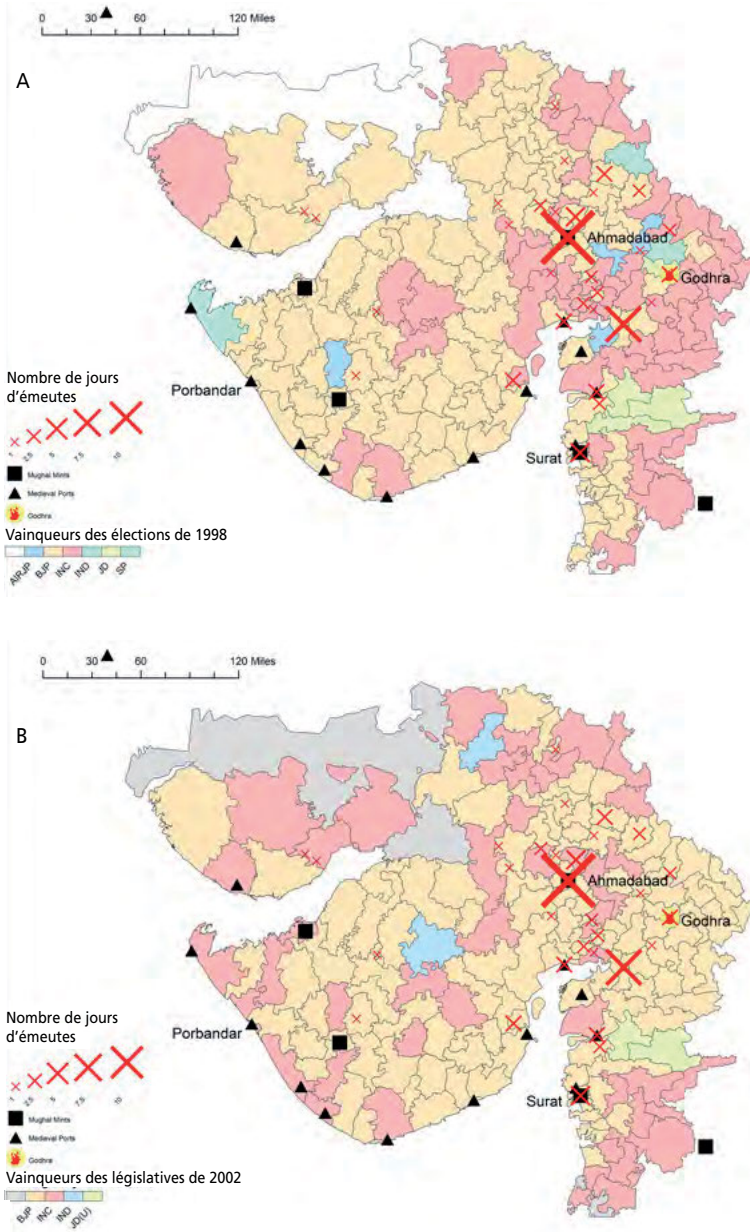 0 30 60 120 Miles
A
Ahmadabad
Godhra
Porbandar
Surat
Nombre de jours
d'émeutes
1 2,5 5 7,5 10
Mughal Mints
Medieval Ports
Godhra
Vainqueurs des élections de 1998
AIRJP BJP INC IND JD SP
0 30 60 120 Miles
B
Ahmadabad
Godhra
Porbandar
Surat
Nombre de jours
d'émeutes
1 2,5 5 7,5 10
Mughal Mints
Medieval Ports
Godhra
Vainqueurs des législatives de 2002
BJP INC IND JD(U)